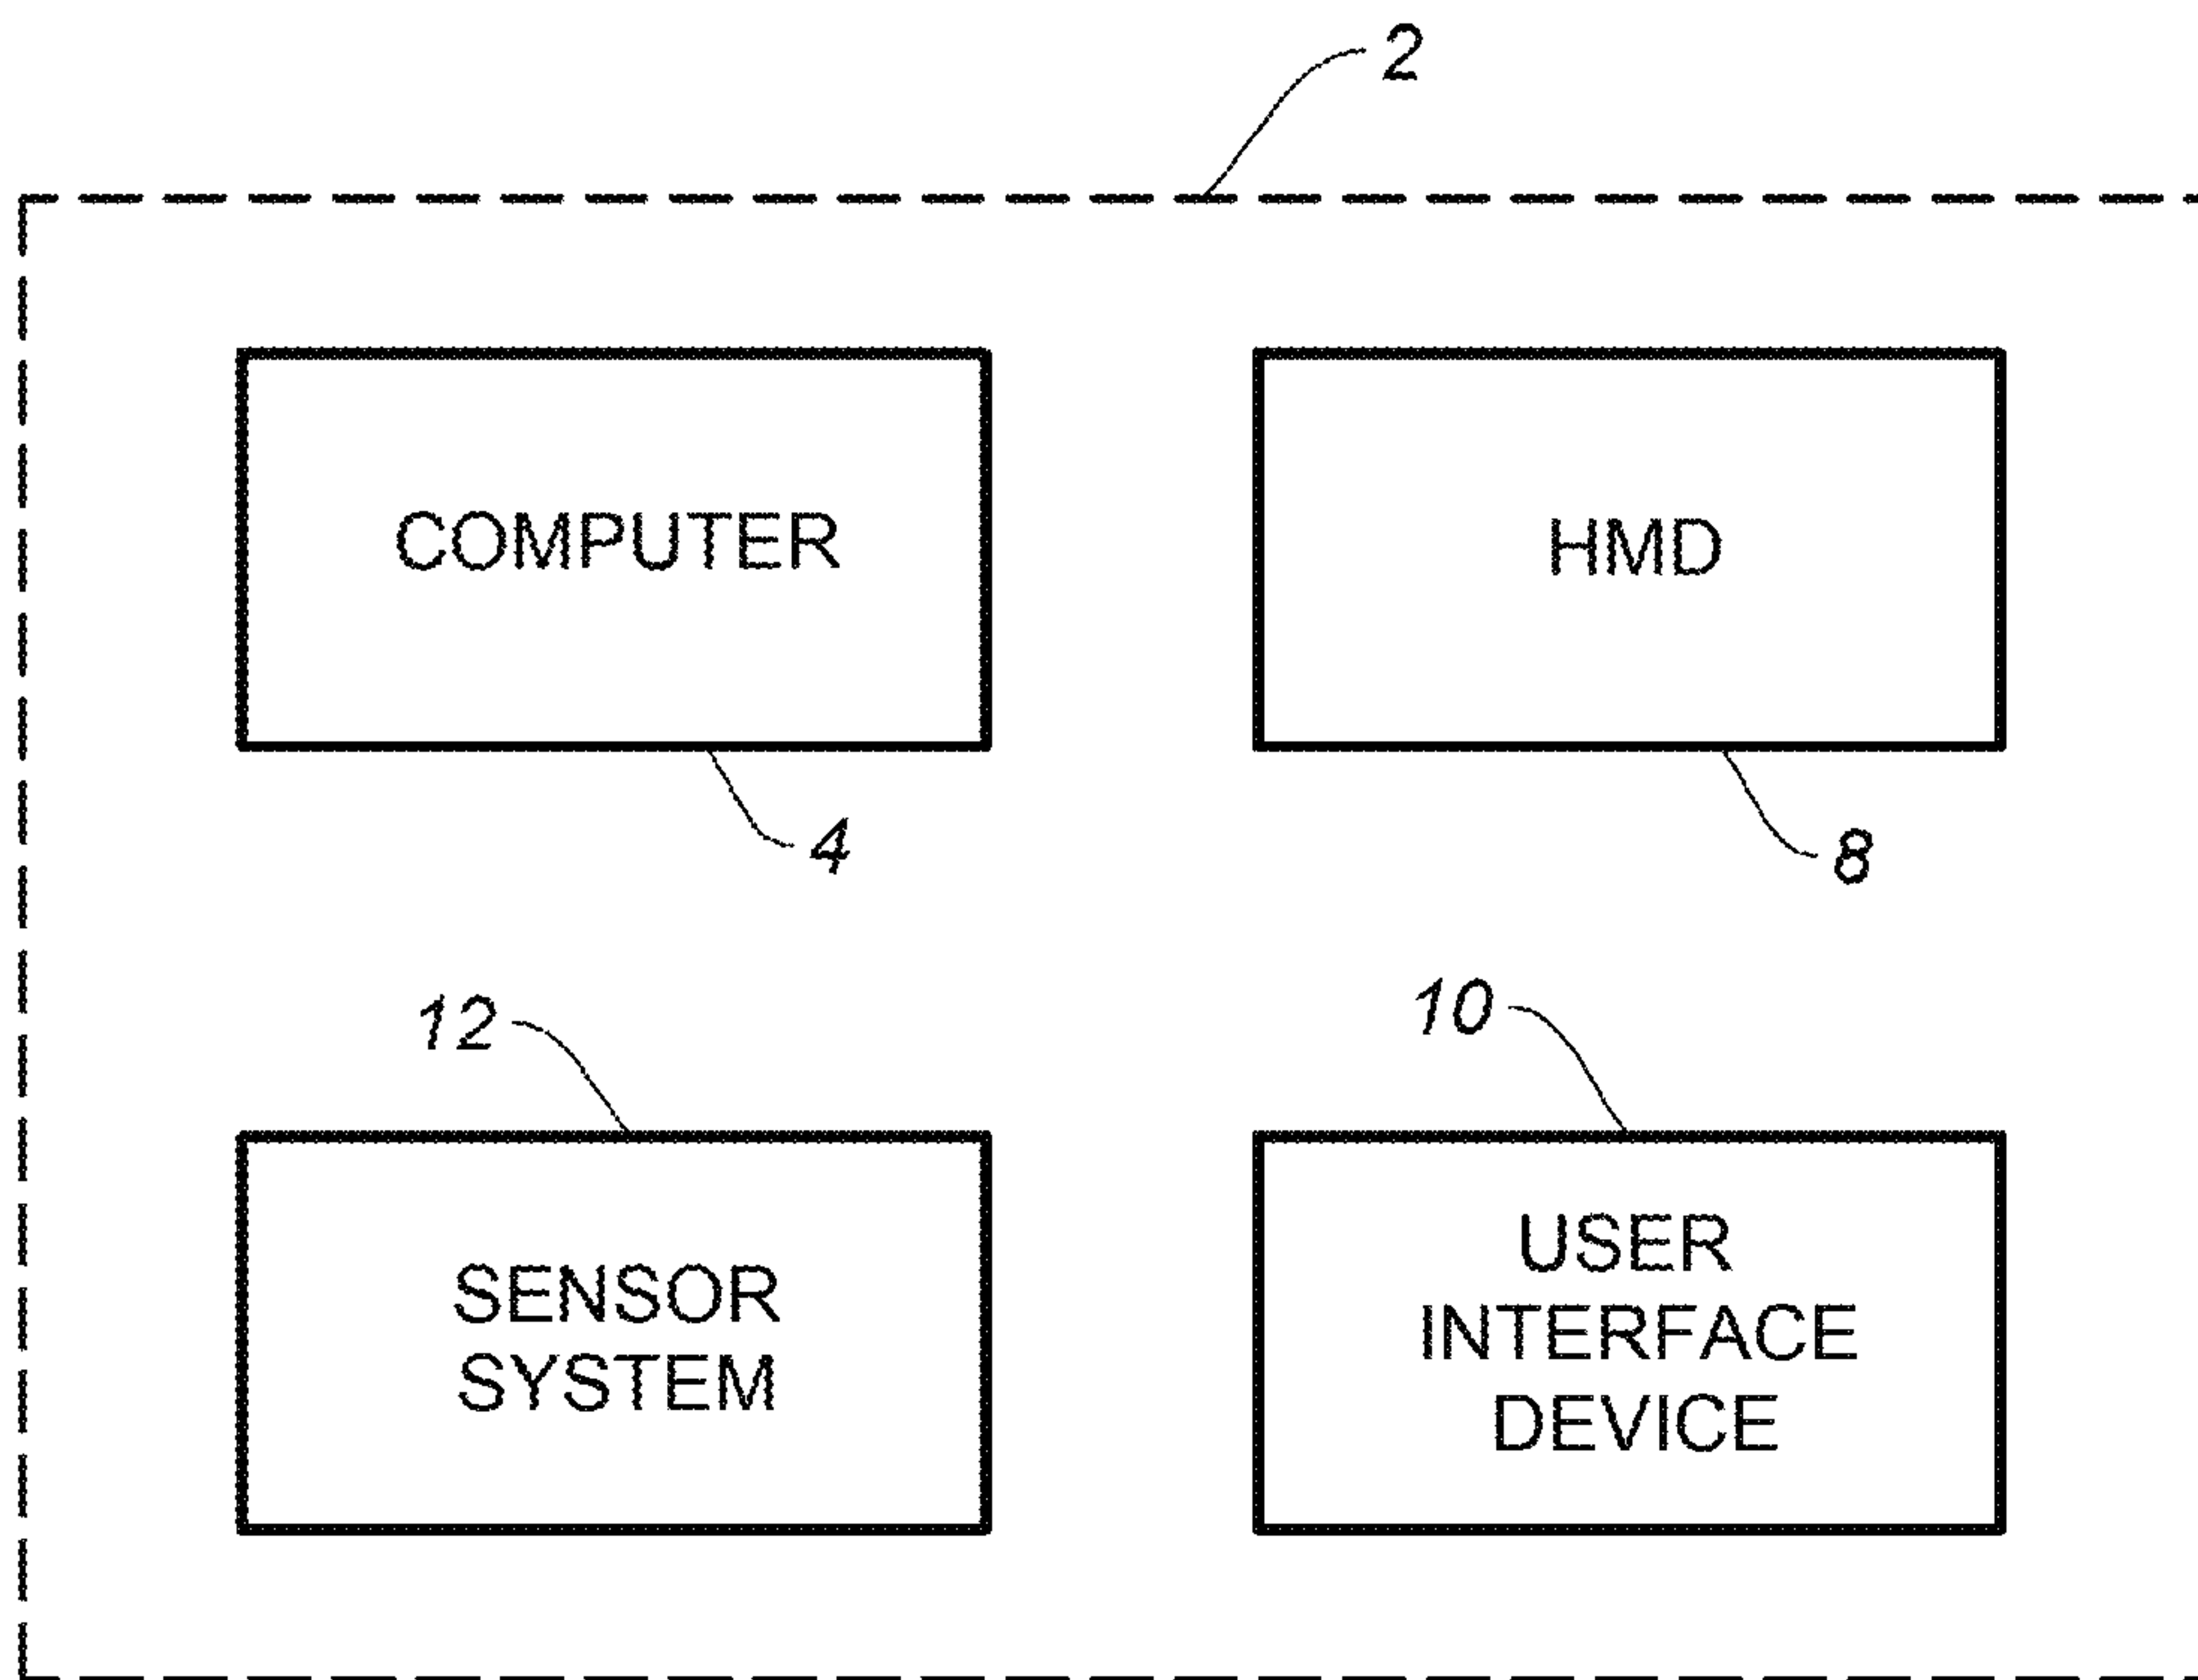 2
COMPUTER
HMD
4
8
12
10
SENSOR
SYSTEM
USER
INTERFACE
DEVICE